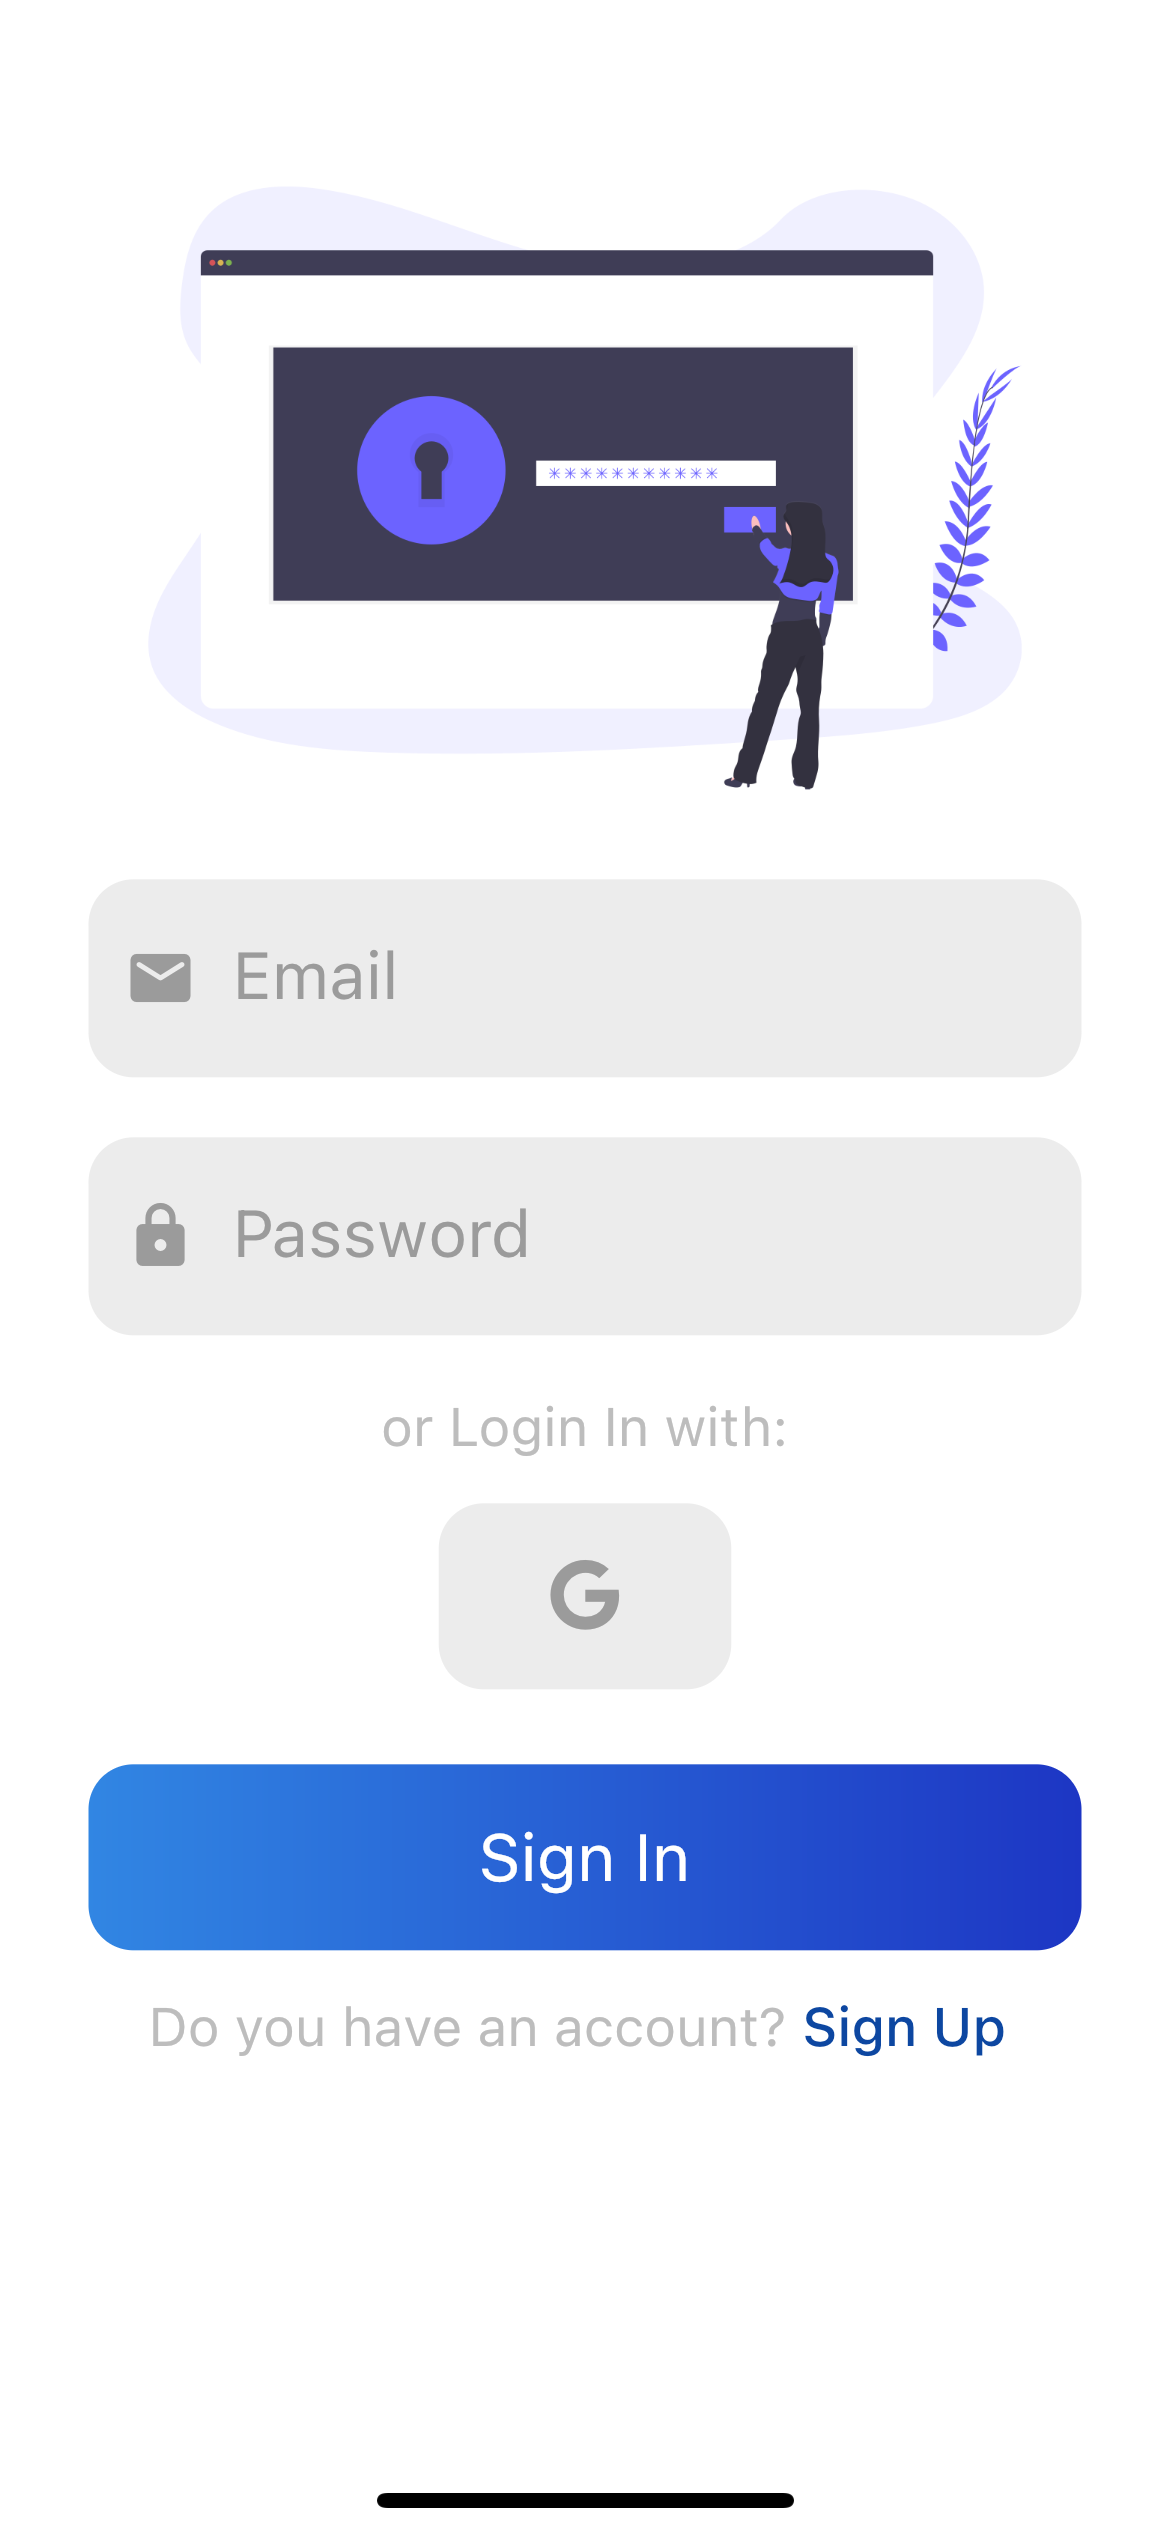 ***********
Email
Password
or Login In with:
G
Sign In
Do you have an account? Sign Up